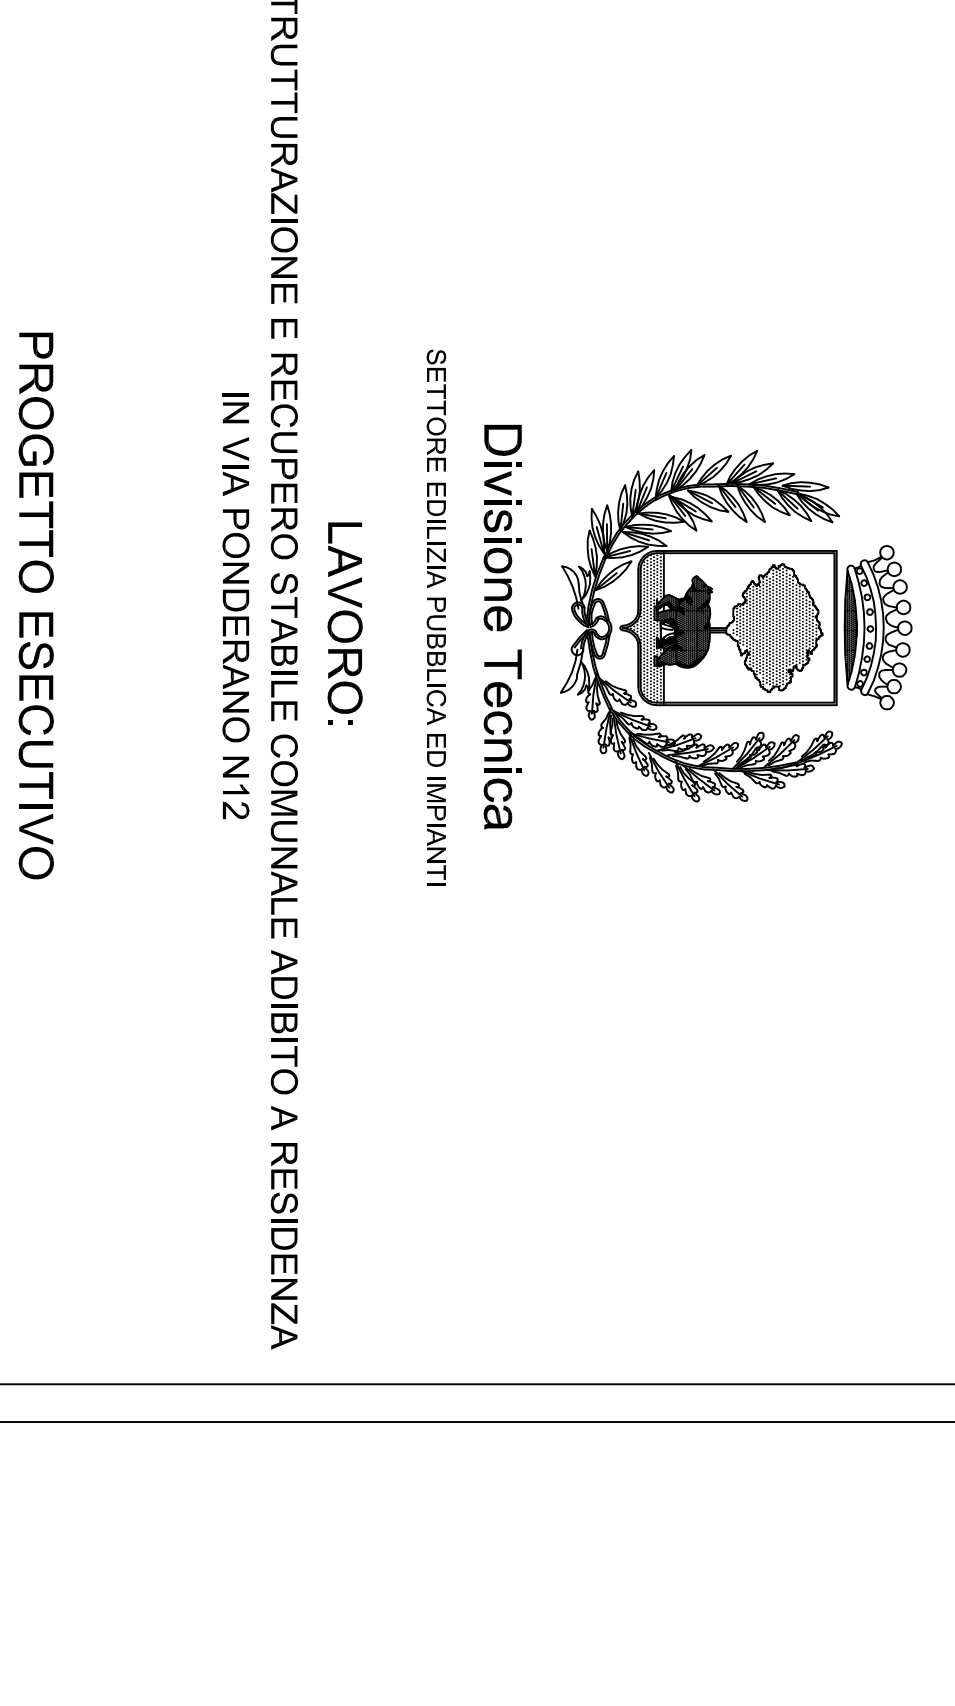 Divisione Tecnica
SETTORE EDILIZIA PUBBLICA ED IMPIANTI
LAVORO:
TRUTTURAZIONE E RECUPERO STABILE COMUNALE ADIBITO A RESIDENZA
IN VIA PONDERANO N12
PROGETTO ESECUTIVO